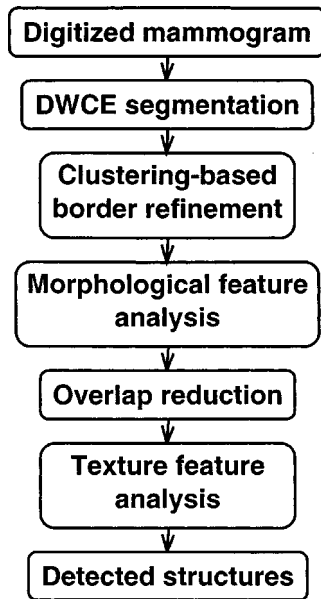 Digitized mammogram
DWCE segmentation
Clustering-based
border refinement
Morphological feature
analysis
Overlap reduction
Texture feature
analysis
Detected structures